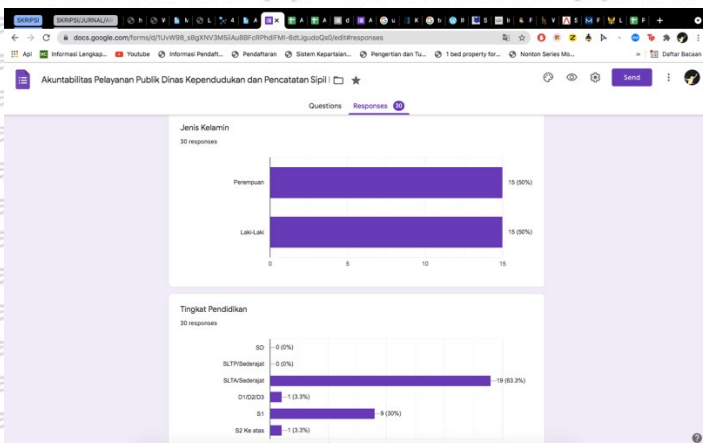 SKRIPSI
SKRIPSI/JURNAL/AR
docs.google.com/forms/d/1UvW98_sBgXNV3MSiiAu8BFcRPhdiFMI-6dtJgudoQs0/edit#responses
Apl
Informasi Lengkap...
Youtube
Informasi Pendaft...
Pendaftaran
Sistem Kepartaian...
Pengertian dan Tu...
1 bed property for...
Nonton Series Mo...
Daftar Bacaan
Akuntabilitas Pelayanan Publik Dinas Kependudukan dan Pencatatan Sipil
Send
Questions
Responses 30
Jenis Kelamin
30 responses
Perempuan
15 (50%)
Laki-Laki
15 (50%)
0 5 10 15
Tingkat Pendidikan
30 responses
SD
0 (0%)
SLTP/Sederajat
0 (0%)
SLTA/Sederajat
19 (63.3%)
D1/D2/D3
1 (3.3%)
S1
9 (30%)
S2 Ke atas
1 (3.3%)